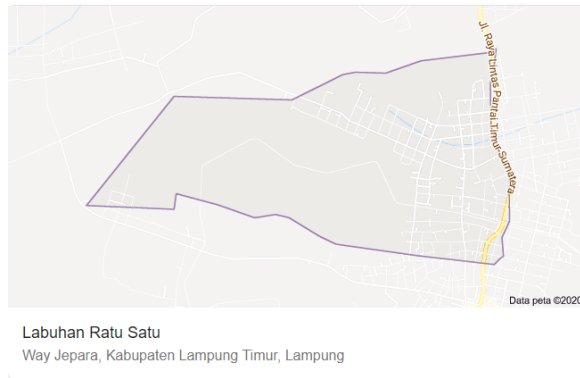 Jl. Raya Lintas Pantai Timur Sumatera
Data peta ©2020
Labuhan Ratu Satu
Way Jepara, Kabupaten Lampung Timur, Lampung